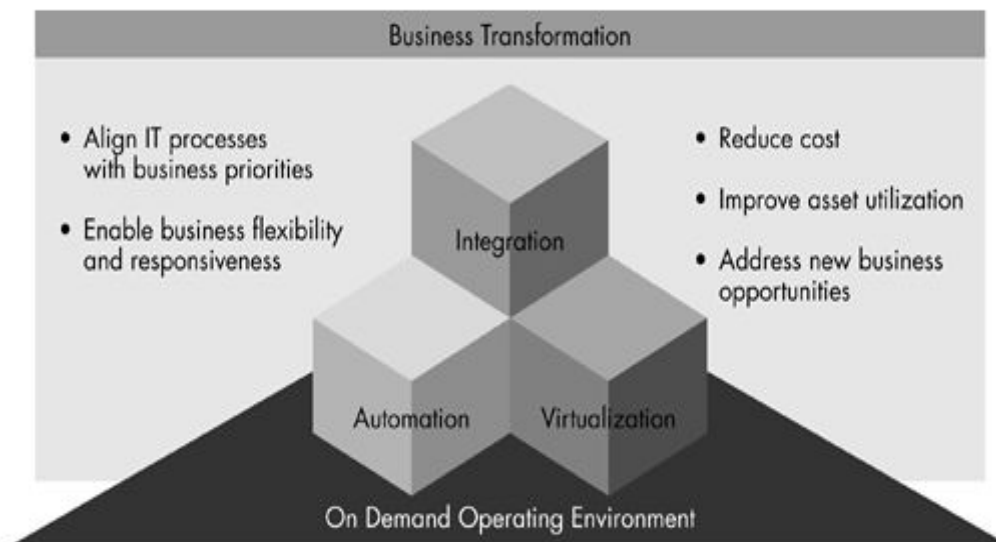 Business Transformation
• Align IT processes
with business priorities
• Enable business flexibility
and responsiveness
• Reduce cost
• Improve asset utilization
• Address new business
opportunities
Integration
Automation
Virtualization
On Demand Operating Environment